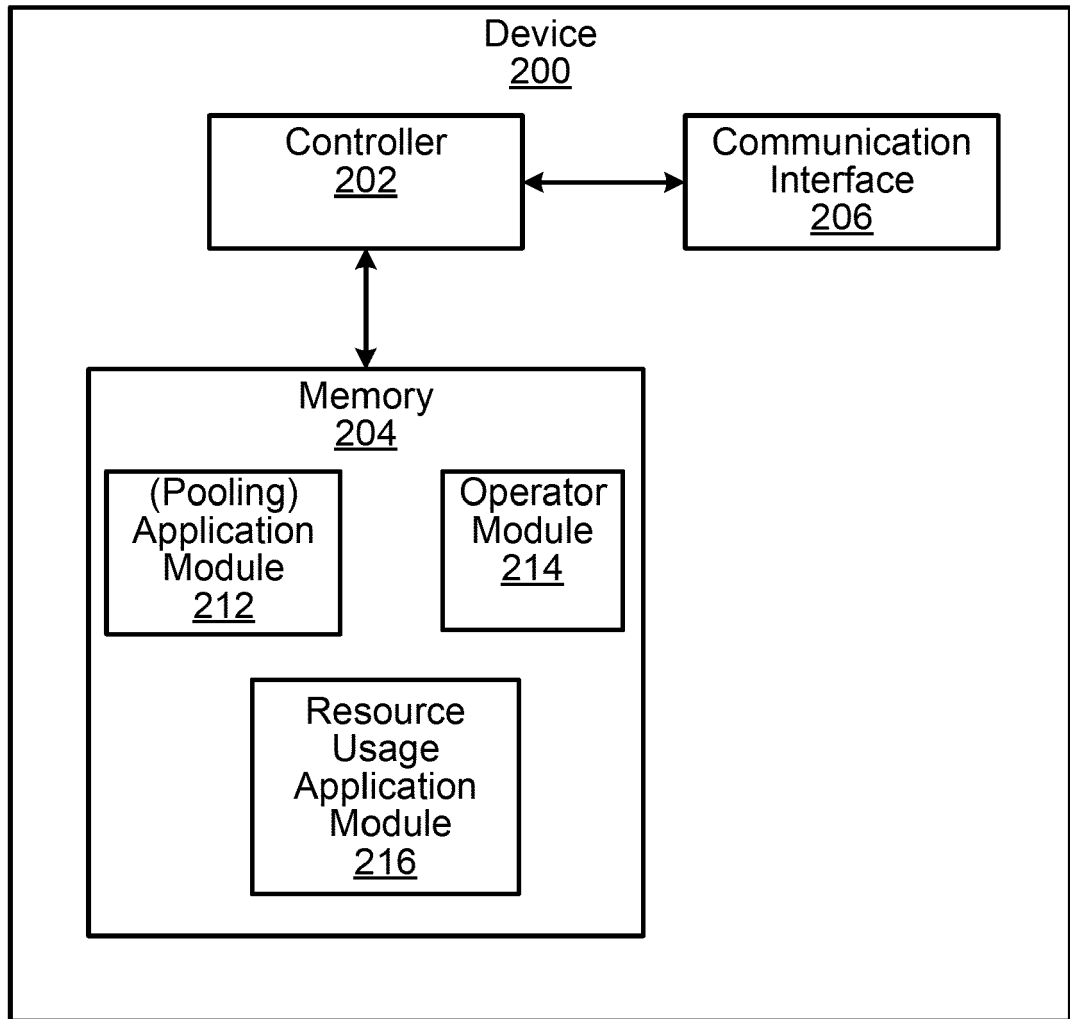 Device
200
Controller
202
Communication
Interface
206
Memory
204
(Pooling)
Application
Module
212
Operator
Module
214
Resource
Usage
Application
Module
216